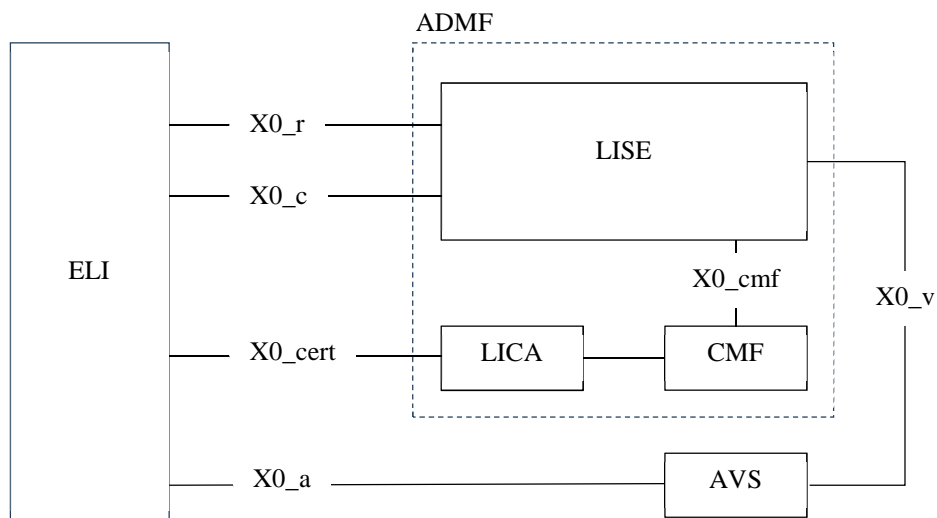 ADMF
X0_r
LISE
X0_c
ELI
X0_cmf
X0_v
X0_cert
LICA
CMF
X0_a
AVS